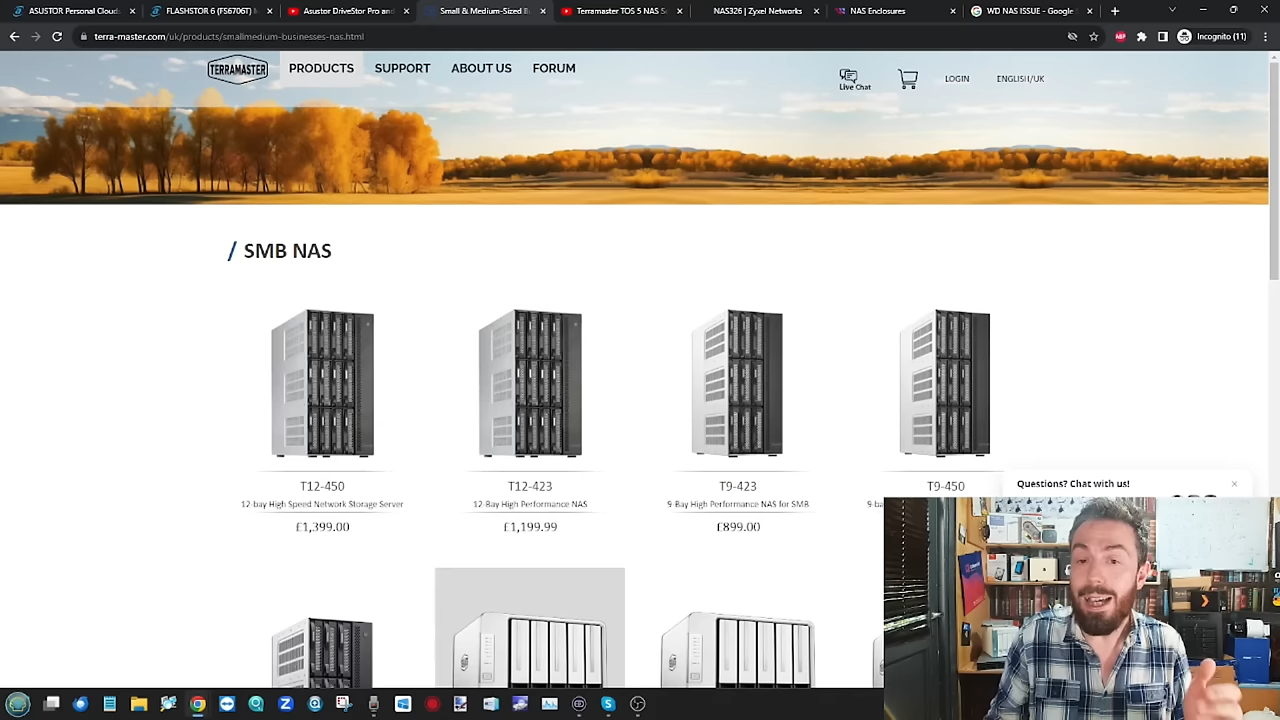 ASUSTOR Personal Cloud
FLASHSTOR 6 (FS6706T)
Asustor DriveStor Pro and
Small & Medium-Sized B
Terramaster TOS 5 NAS S
NAS326 | Zyxel Networks
NAS Enclosures
WD NAS ISSUE - Google
terra-master.com/uk/products/smallmedium-businesses-nas.html
ABP
Incognito (11)
TERRAMASTER
PRODUCTS
SUPPORT
ABOUT US
FORUM
Live Chat
LOGIN
ENGLISH/UK
/ SMB NAS
T12-450
T12-423
T9-423
T9-450
12-bay High Speed Network Storage Server
12-Bay High Performance NAS
9-Bay High Performance NAS for SMB
9-b
£1,399.00
£1,199.99
£899.00
Questions? Chat with us!